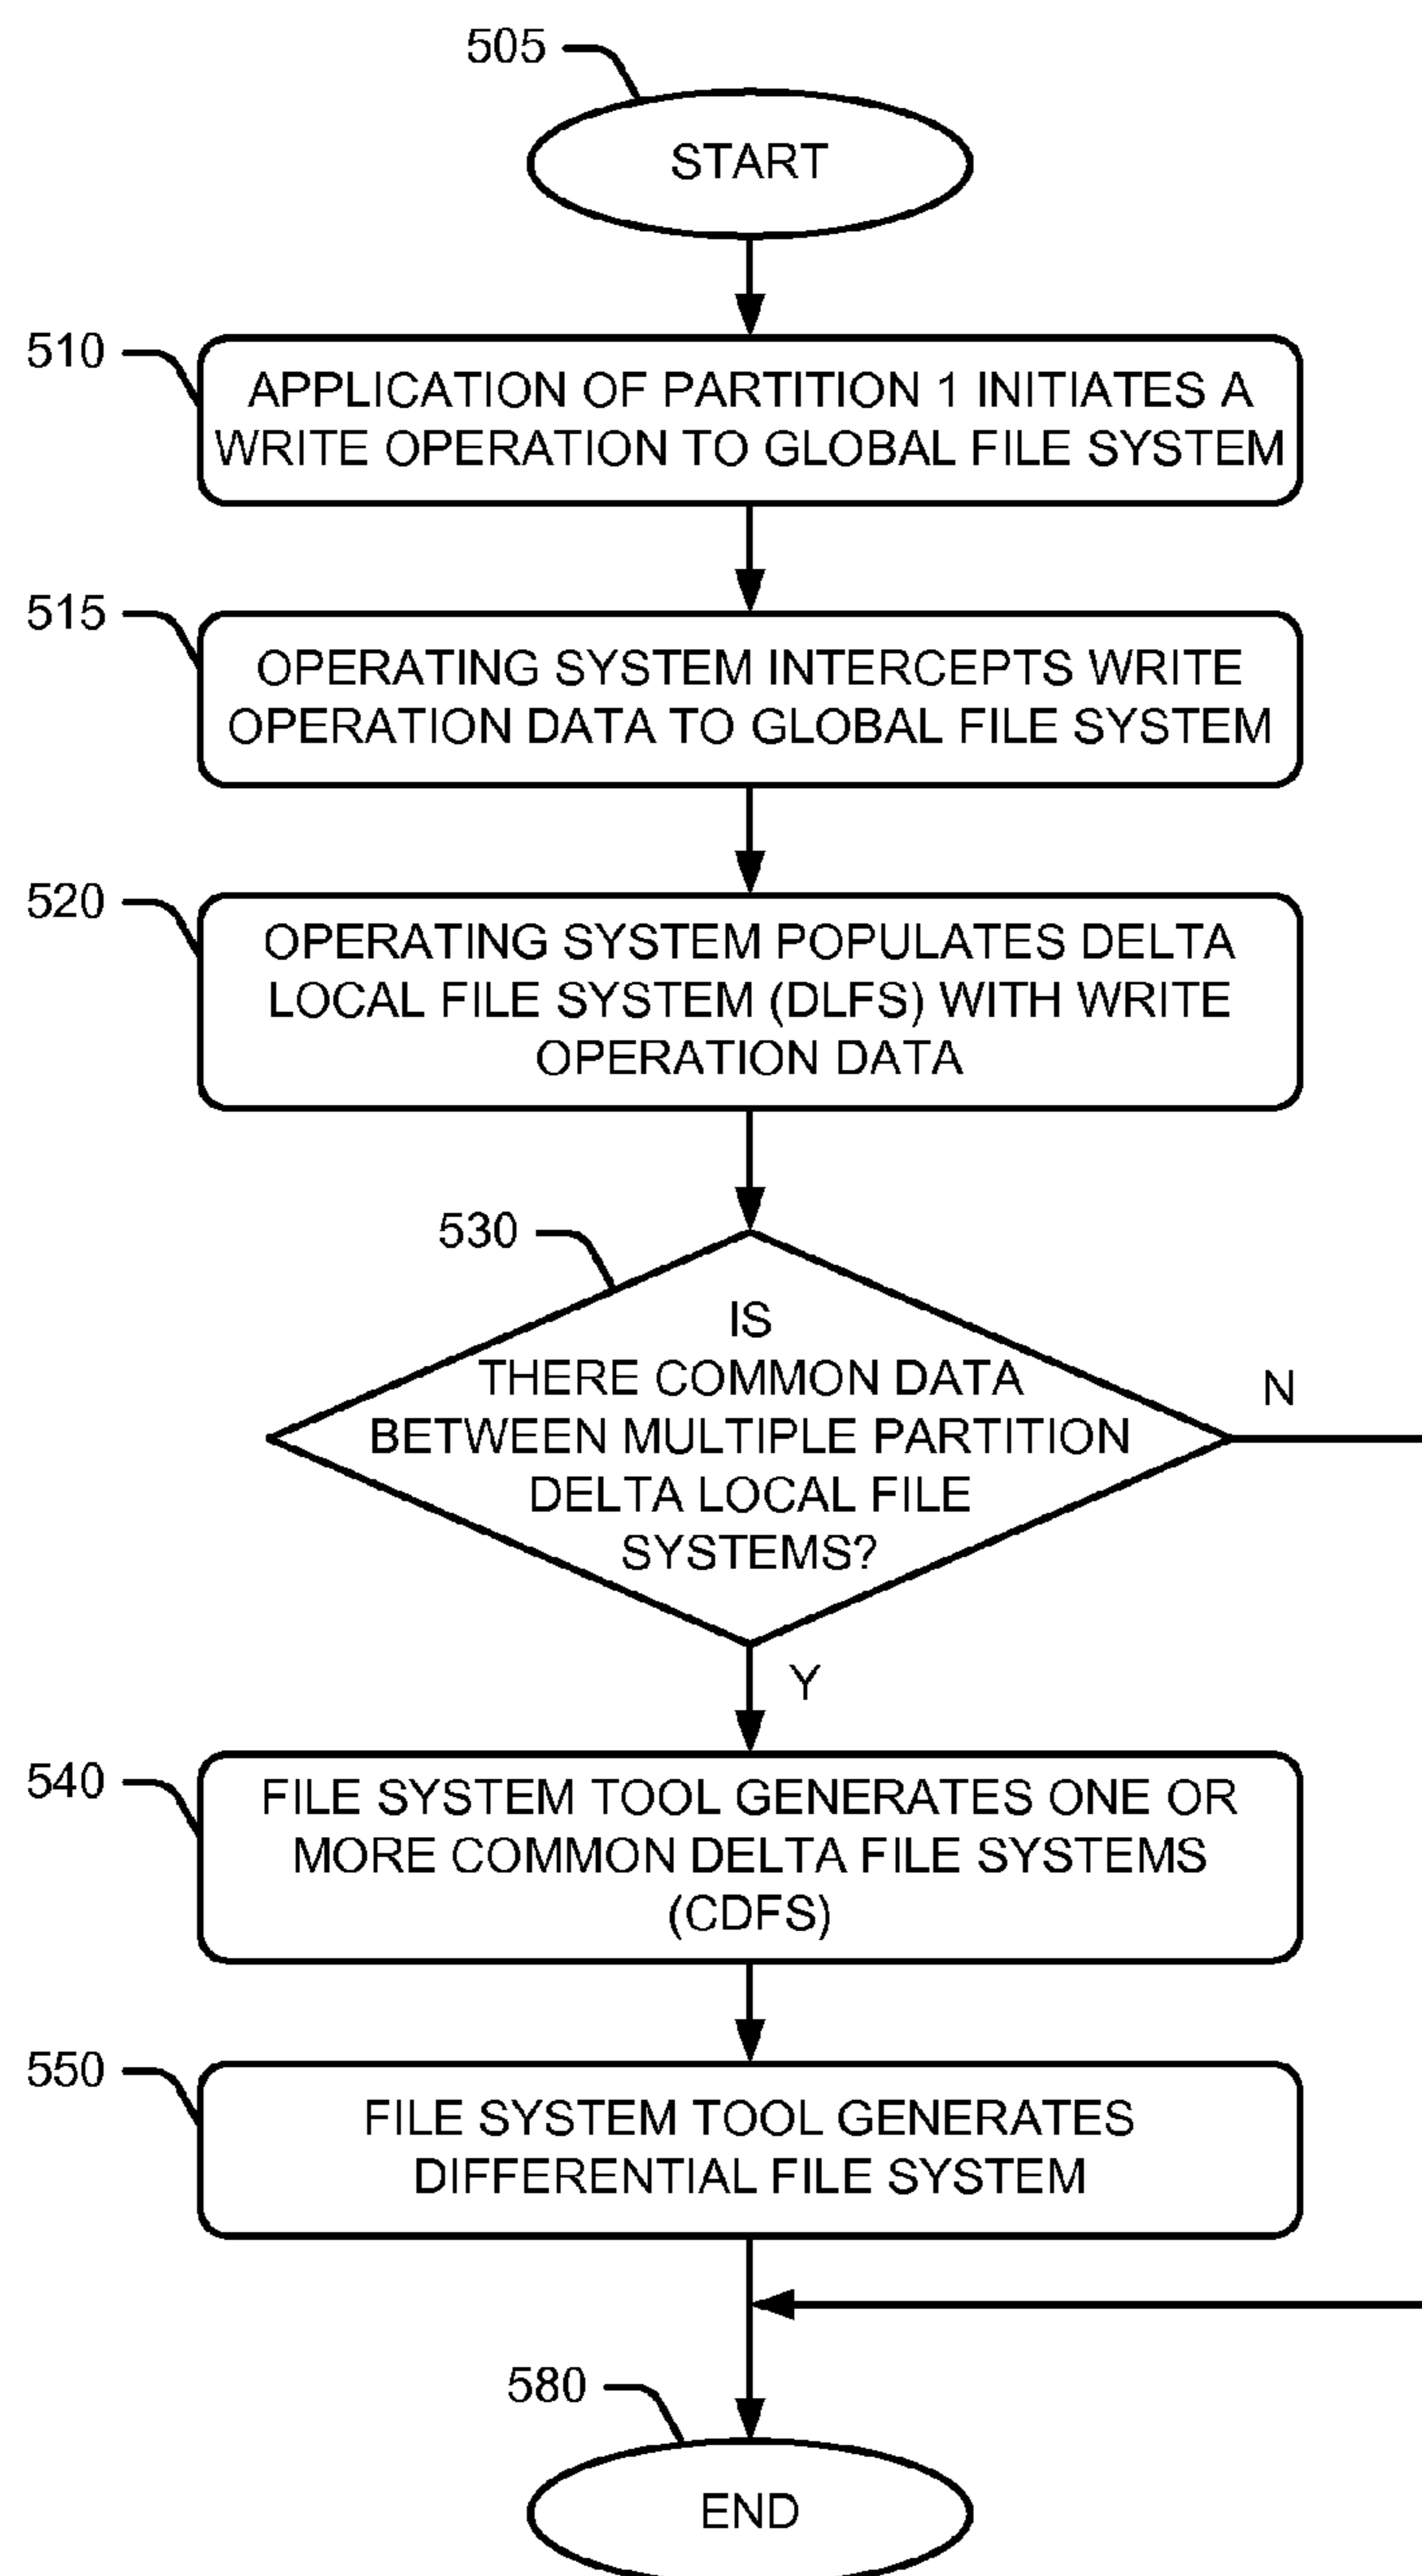 505
START
510
APPLICATION OF PARTITION 1 INITIATES A
WRITE OPERATION TO GLOBAL FILE SYSTEM
515
OPERATING SYSTEM INTERCEPTS WRITE
OPERATION DATA TO GLOBAL FILE SYSTEM
520
OPERATING SYSTEM POPULATES DELTA
LOCAL FILE SYSTEM (DLFS) WITH WRITE
OPERATION DATA
530
IS
THERE COMMON DATA
BETWEEN MULTIPLE PARTITION
DELTA LOCAL FILE
SYSTEMS?
N
Y
540
FILE SYSTEM TOOL GENERATES ONE OR
MORE COMMON DELTA FILE SYSTEMS
(CDFS)
550
FILE SYSTEM TOOL GENERATES
DIFFERENTIAL FILE SYSTEM
580
END